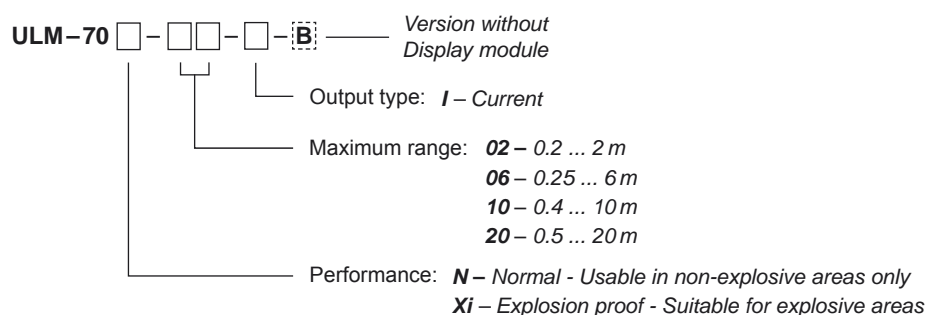 ULM–70 □ – □□ – □ – B Version without
Display module
Output type: I – Current
Maximum range: 02 – 0.2 ... 2 m
06 – 0.25 ... 6 m
10 – 0.4 ... 10 m
20 – 0.5 ... 20 m
Performance: N – Normal - Usable in non-explosive areas only
Xi – Explosion proof - Suitable for explosive areas